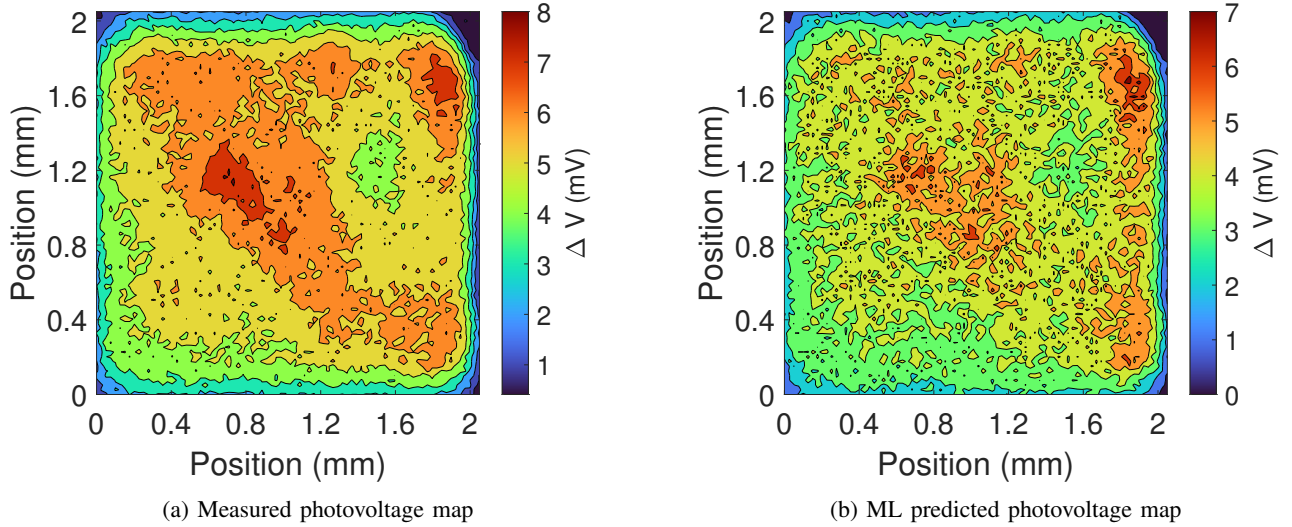 2
1.6
1.2
0.8
0.4
0
Position (mm)
0 0.4 0.8 1.2 1.6 2
Position (mm)
8
7
6
5
4
3
2
1
Δ V (mV)
(a) Measured photovoltage map
2
1.6
1.2
0.8
0.4
0
Position (mm)
0 0.4 0.8 1.2 1.6 2
Position (mm)
7
6
5
4
3
2
1
0
Δ V (mV)
(b) ML predicted photovoltage map